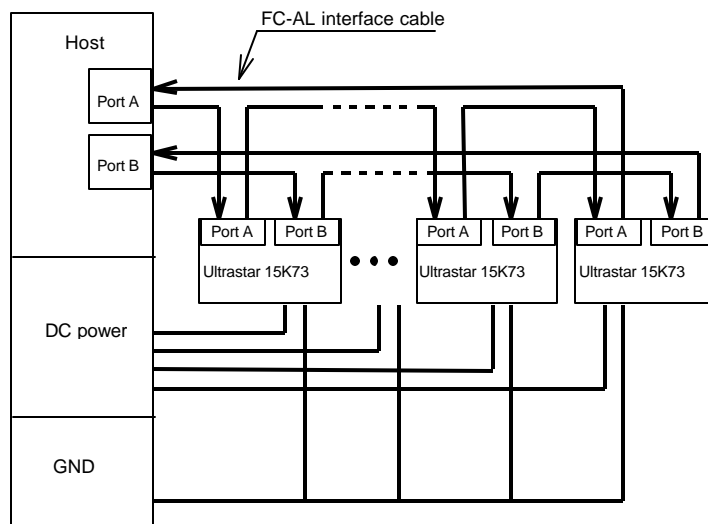 FC-AL interface cable
Host
Port A
Port B
Port A Port B Port A Port B Port A Port B
Ultrastar 15K73 Ultrastar 15K73 Ultrastar 15K73
DC power
GND